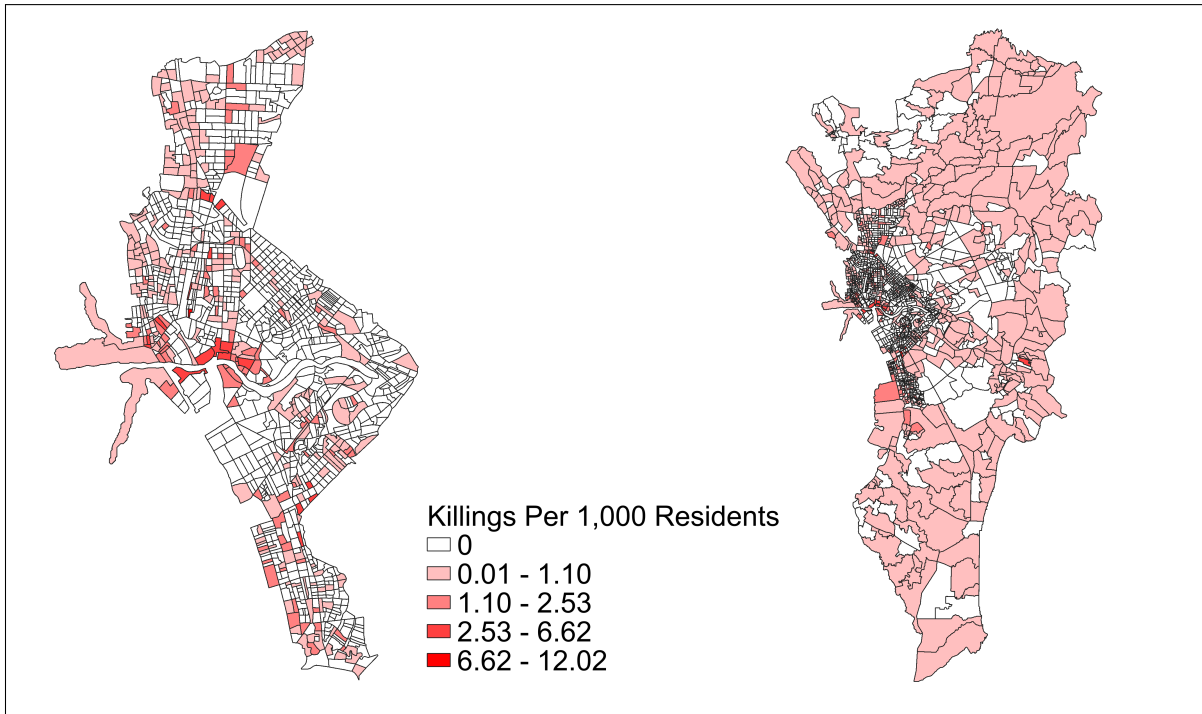 Killings Per 1,000 Residents
0
0.01 - 1.10
1.10 - 2.53
2.53 - 6.62
6.62 - 12.02